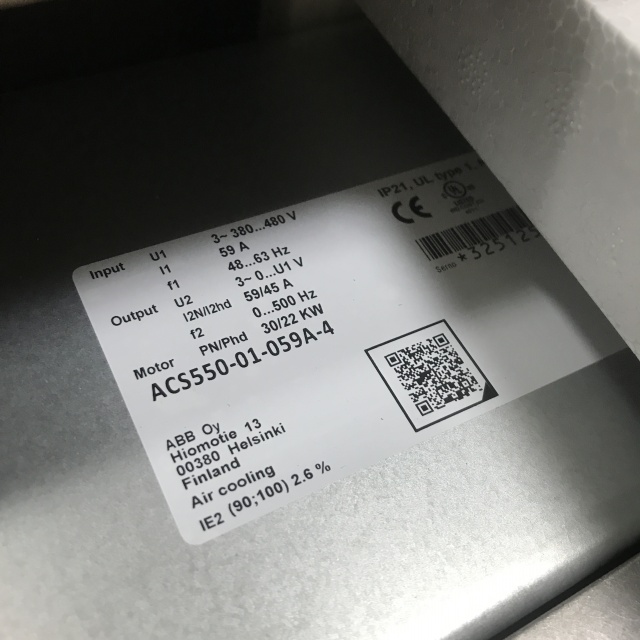 Input U1 3~ 380...480 V
I1 59 A
f1 48...63 Hz
Output U2 3~ 0...U1 V
I2N/I2hd 59/45 A
f2 0...500 Hz
Motor PN/Phd 30/22 KW
ACS550-01-059A-4
ABB Oy
Hiomotie 13
00380 Helsinki
Finland
Air cooling
IE2 (90;100) 2.6 %
IP21, UL type 1,
CE
UL